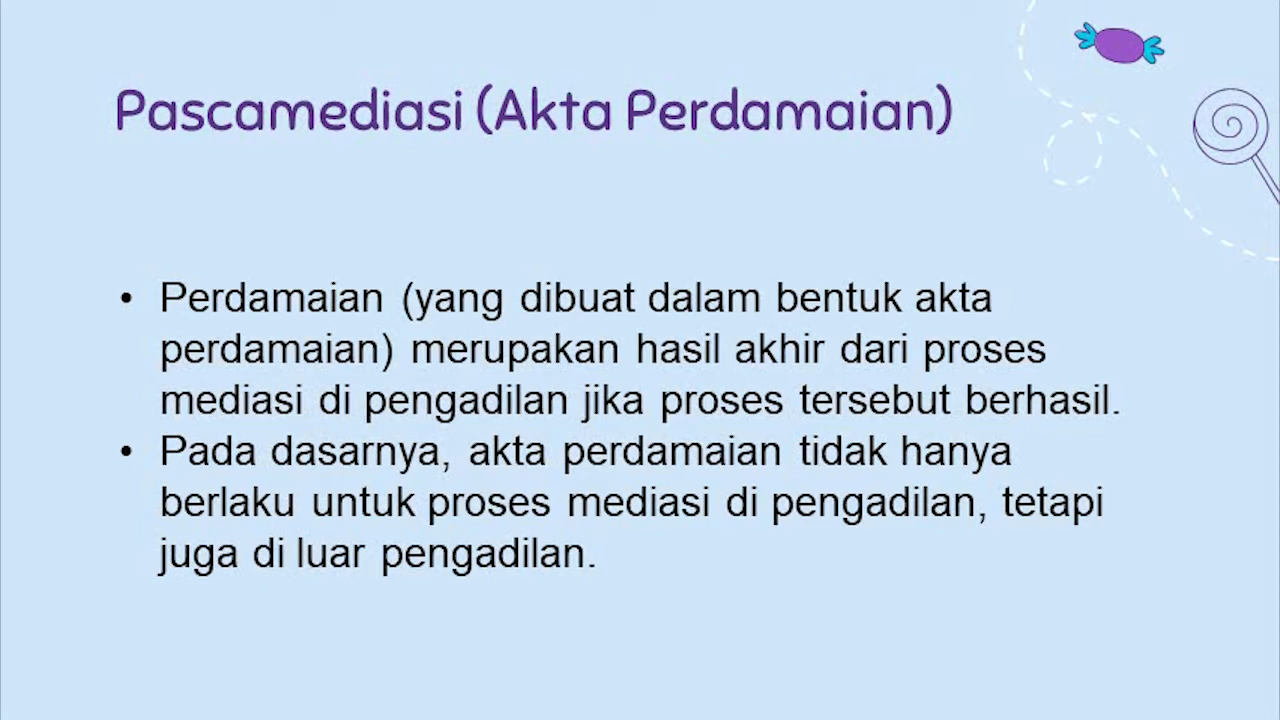 Pascamediasi (Akta Perdamaian)
• Perdamaian (yang dibuat dalam bentuk akta
perdamaian) merupakan hasil akhir dari proses
mediasi di pengadilan jika proses tersebut berhasil.
• Pada dasarnya, akta perdamaian tidak hanya
berlaku untuk proses mediasi di pengadilan, tetapi
juga di luar pengadilan.